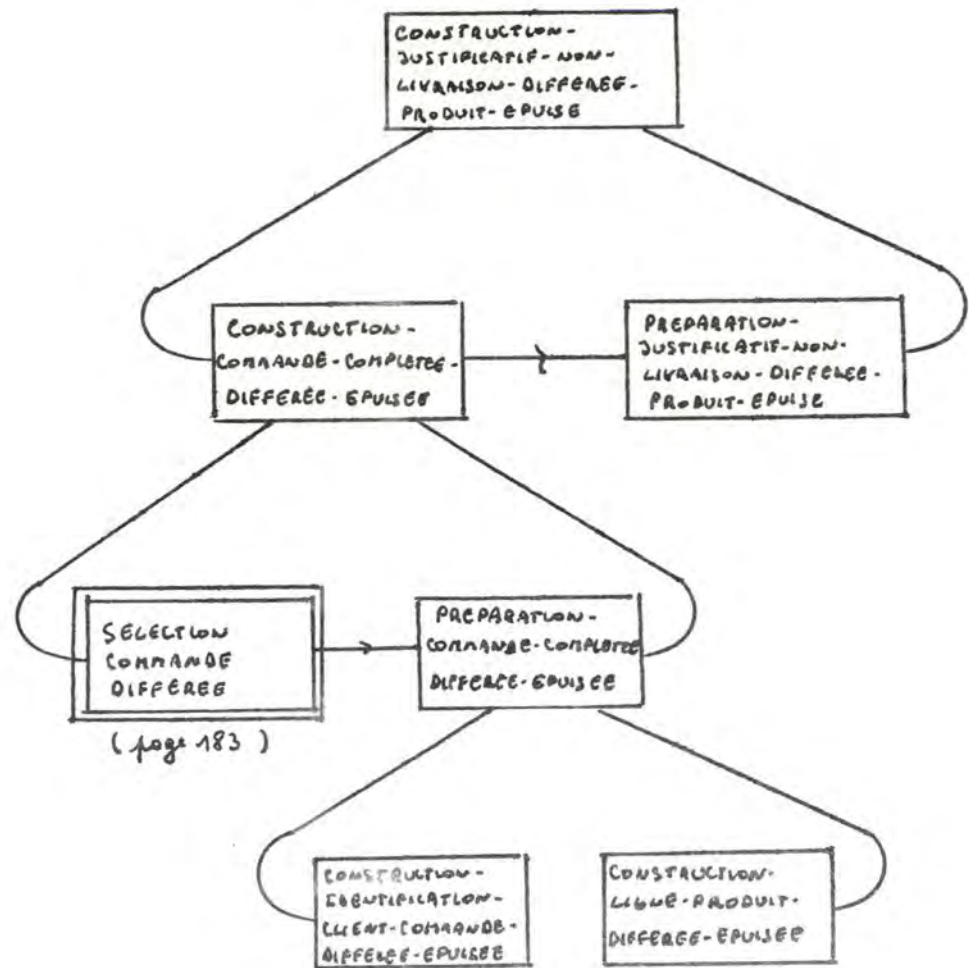 CONSTRUCTION-
JUSTIFICATIF-NON-
LIVRAISON-DIFFEREE-
PRODUIT-EPUISE
CONSTRUCTION-
COMMANDE-COMPLETEE-
DIFFEREE-EPUISEE
PREPARATION-
JUSTIFICATIF-NON-
LIVRAISON-DIFFEREE-
PRODUIT-EPUISE
SELECTION
COMMANDE
DIFFEREE
(page 183)
PREPARATION-
COMMANDE-COMPLETEE
DIFFEREE-EPUISEE
CONSTRUCTION-
IDENTIFICATION-
CLIENT-COMMANDE-
DIFFEREE-EPUISEE
CONSTRUCTION-
LIGNE-PRODUIT-
DIFFEREE-EPUISEE